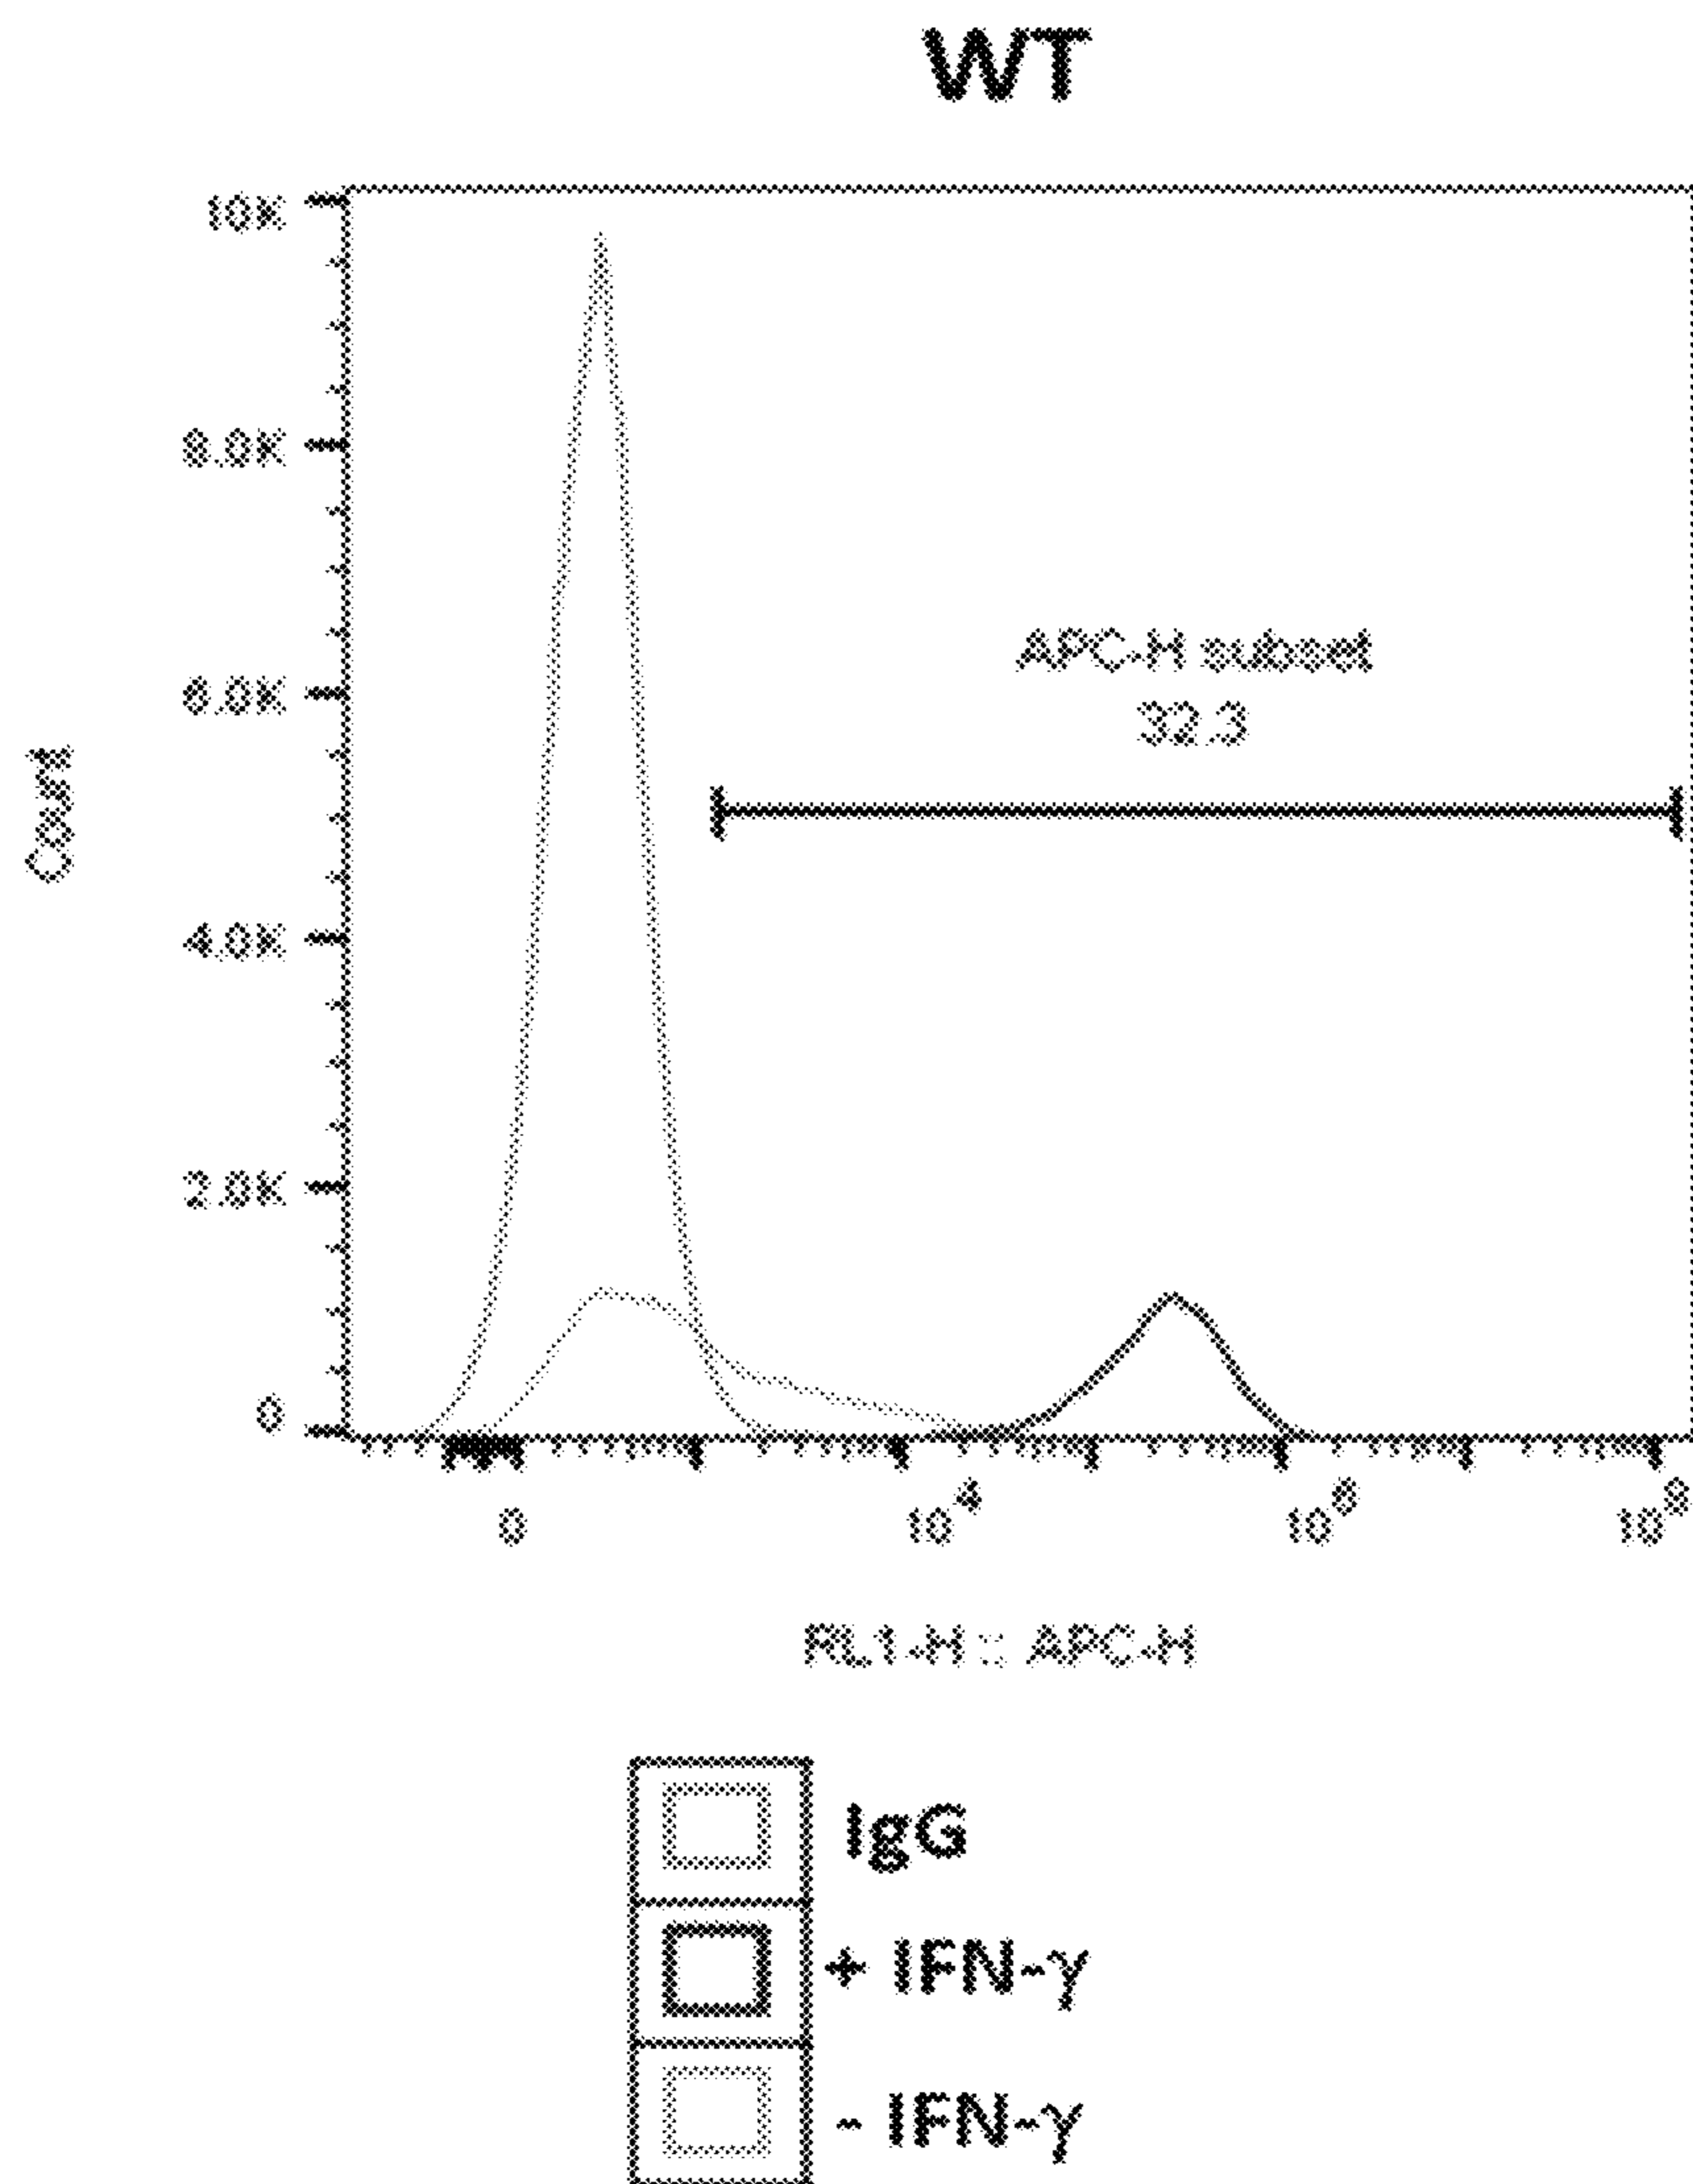 WT
10K
8.0K
6.0K
4.0K
2.0K
0
Count
APC-H subset
32.3
0
10^4
10^6
10^8
RL1-H :: APC-H
IgG
+ IFN-γ
- IFN-γ